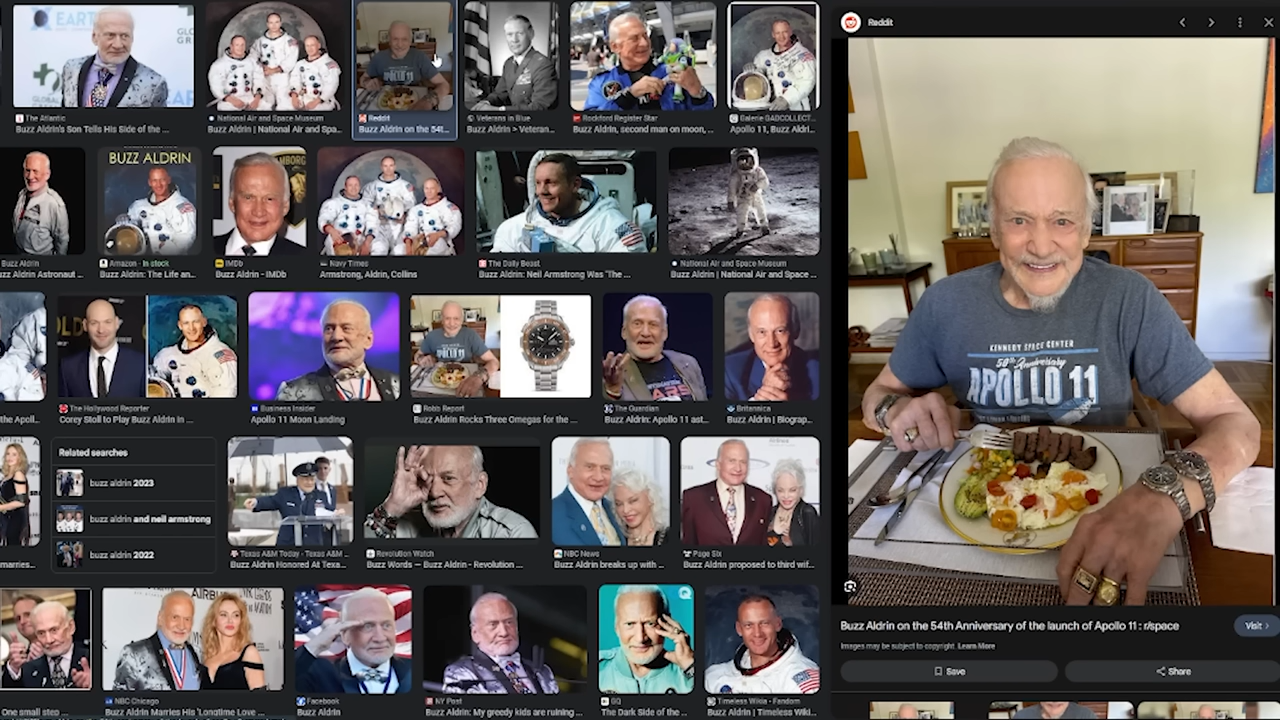 EARTH
GLOBAL
GR
The Atlantic
Buzz Aldrin's Son Tells His Side of the ...
National Air and Space Museum
Buzz Aldrin | National Air and Spa...
Reddit
Buzz Aldrin on the 54t...
Veterans in Blue
Buzz Aldrin > Veteran...
Rockford Register Star
Buzz Aldrin, second man on moon, ...
Galerie GADCOLLECT...
Apollo 11, Buzz Aldri...
Buzz Aldrin
zz Aldrin Astronaut ...
BUZZ ALDRIN
Amazon - In stock
Buzz Aldrin: The Life an...
IMDb
Buzz Aldrin - IMDb
Navy Times
Armstrong, Aldrin, Collins
The Daily Beast
Buzz Aldrin: Neil Armstrong Was 'The ...
National Air and Space Museum
Buzz Aldrin | National Air and Space ...
the Apoll...
The Hollywood Reporter
Corey Stoll to Play Buzz Aldrin in ...
Business Insider
Apollo 11 Moon Landing
Robb Report
Buzz Aldrin Rocks Three Omegas for the ...
The Guardian
Buzz Aldrin: Apollo 11 ast...
Britannica
Buzz Aldrin | Biograp...
marries...
Related searches
buzz aldrin 2023
buzz aldrin and neil armstrong
buzz aldrin 2022
Texas A&M Today - Texas A&M ...
Buzz Aldrin Honored At Texa...
Revolution Watch
Buzz Words — Buzz Aldrin - Revolution ...
NBC News
Buzz Aldrin breaks up with ...
Page Six
Buzz Aldrin proposed to third wif...
One small step ...
NBC Chicago
Buzz Aldrin Marries His 'Longtime Love ...
Facebook
Buzz Aldrin
NY Post
Buzz Aldrin: My greedy kids are ruining ...
GQ
The Dark Side of the ...
Timeless Wiki - Fandom
Buzz Aldrin | Timeless Wiki...
Reddit
KENNEDY SPACE CENTER
50th Anniversary
APOLLO 11
Buzz Aldrin on the 54th Anniversary of the launch of Apollo 11 : r/space
Visit
Images may be subject to copyright. Learn More
Save
Share